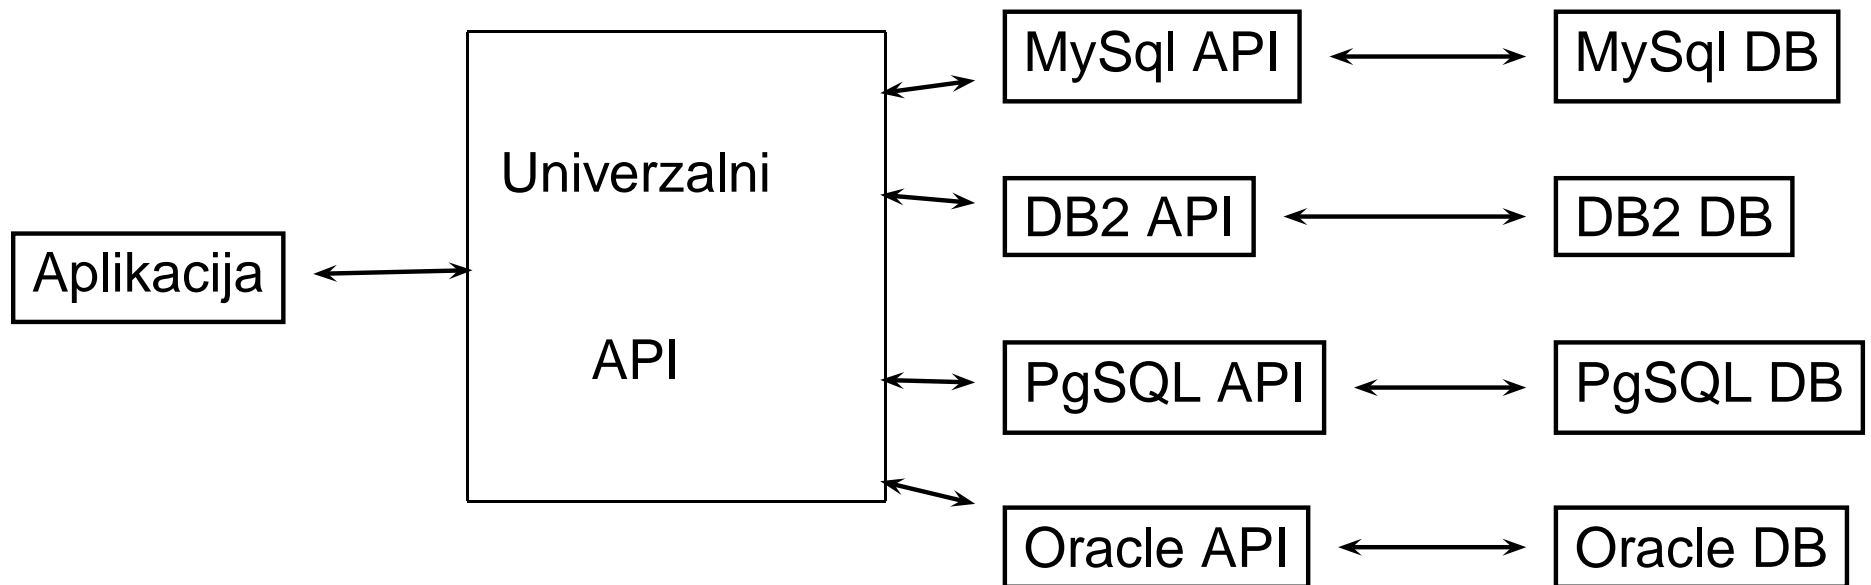 Aplikacija
Univerzalni
API
MySql API
MySql DB
DB2 API
DB2 DB
PgSQL API
PgSQL DB
Oracle API
Oracle DB